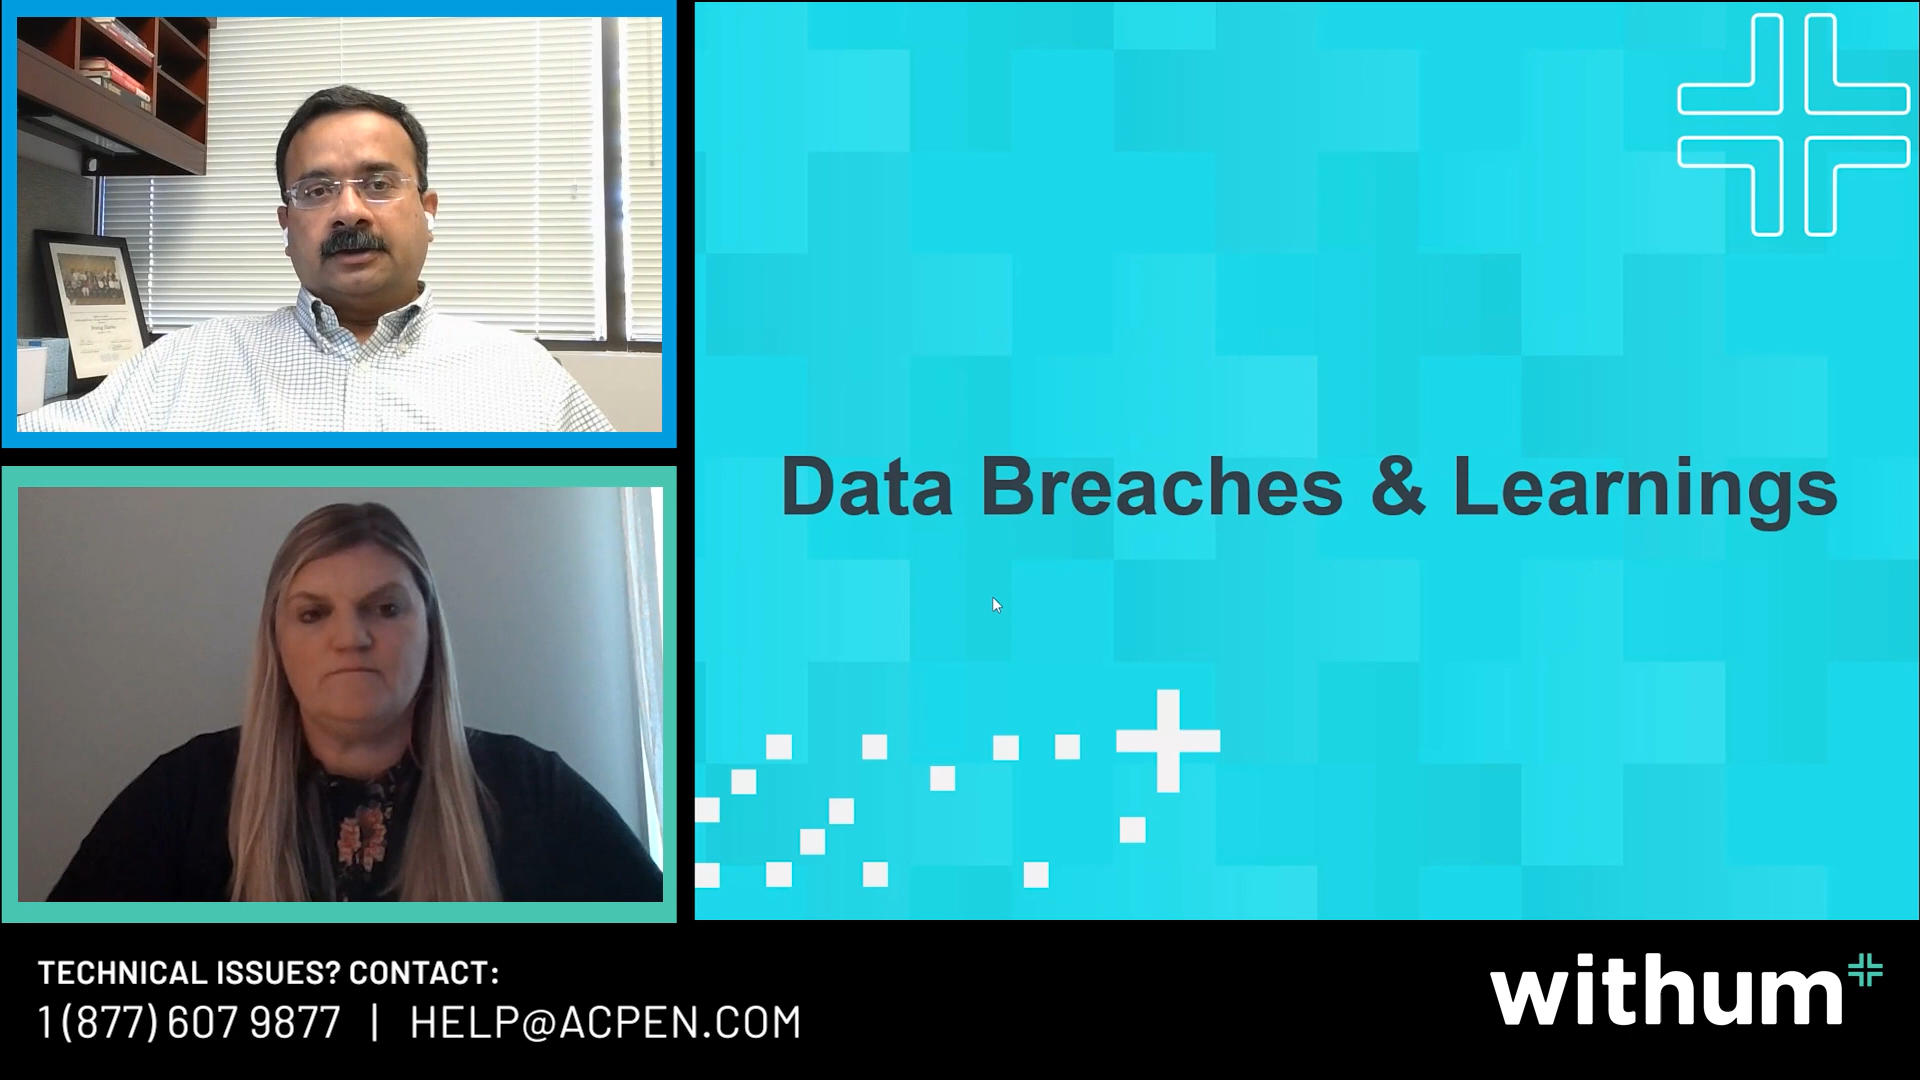 Data Breaches & Learnings
TECHNICAL ISSUES? CONTACT:
1 (877) 607 9877 | HELP@ACPEN.COM
withum